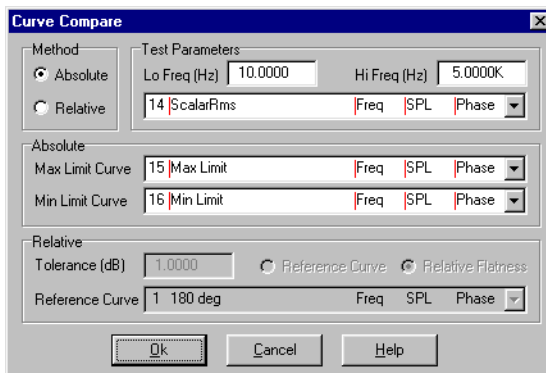 Curve Compare
Method
Absolute
Relative
Test Parameters
Lo Freq (Hz) 10.0000 Hi Freq (Hz) 5.0000K
14 ScalarRms Freq SPL Phase
Absolute
Max Limit Curve 15 Max Limit Freq SPL Phase
Min Limit Curve 16 Min Limit Freq SPL Phase
Relative
Tolerance (dB) 1.0000 Reference Curve Relative Flatness
Reference Curve 1 180 deg Freq SPL Phase
Ok Cancel Help